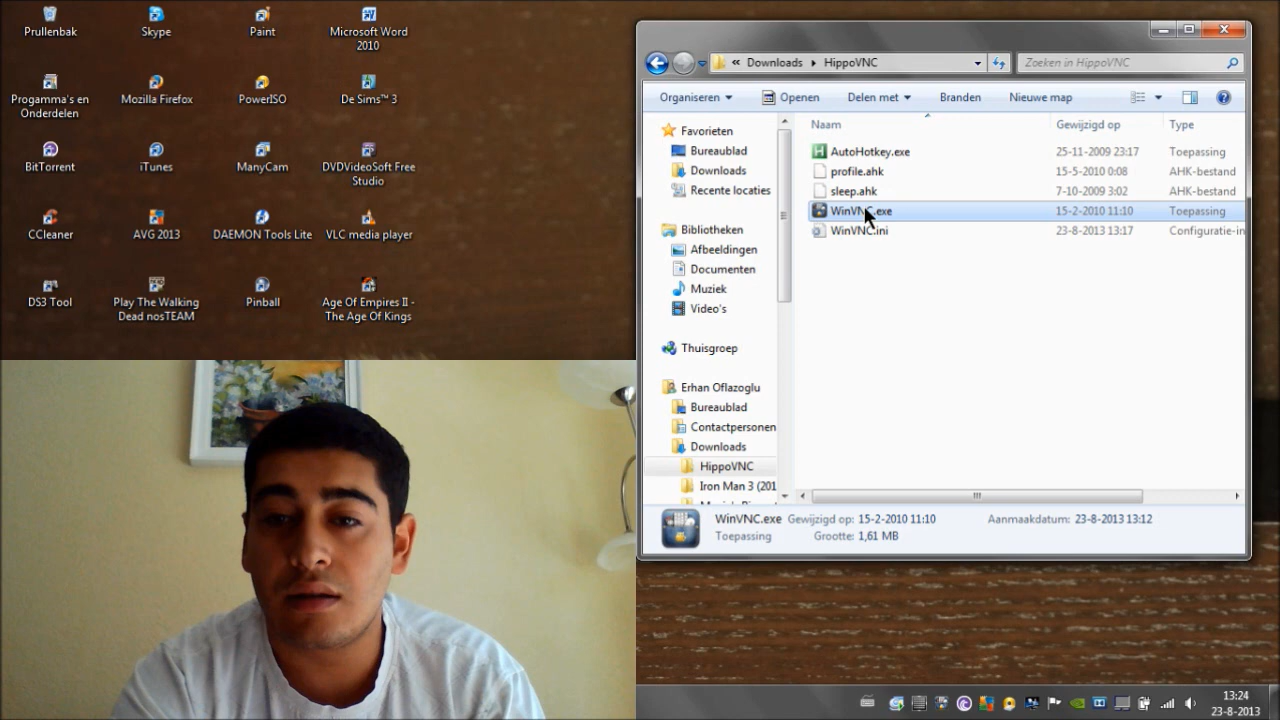 Prullenbak
Skype
Paint
Microsoft Word
2010
Progamma's en
Onderdelen
Mozilla Firefox
PowerISO
De Sims™ 3
BitTorrent
iTunes
ManyCam
DVDVideoSoft Free
Studio
CCleaner
AVG 2013
DAEMON Tools Lite
VLC media player
DS3 Tool
Play The Walking
Dead nosTEAM
Pinball
Age Of Empires II -
The Age Of Kings
« Downloads HippoVNC
Zoeken in HippoVNC
Organiseren Openen Delen met Branden Nieuwe map
Favorieten
Bureaublad
Downloads
Recente locaties
Bibliotheken
Afbeeldingen
Documenten
Muziek
Video's
Thuisgroep
Erhan Oflazoglu
Bureaublad
Contactpersonen
Downloads
HippoVNC
Iron Man 3 (201
Naam Gewijzigd op Type
AutoHotkey.exe 25-11-2009 23:17 Toepassing
profile.ahk 15-5-2010 0:08 AHK-bestand
sleep.ahk 7-10-2009 3:02 AHK-bestand
WinVNC.exe 15-2-2010 11:10 Toepassing
WinVNC.ini 23-8-2013 13:17 Configuratie-in
WinVNC.exe Gewijzigd op: 15-2-2010 11:10 Aanmaakdatum: 23-8-2013 13:12
Toepassing Grootte: 1,61 MB
13:24
23-8-2013